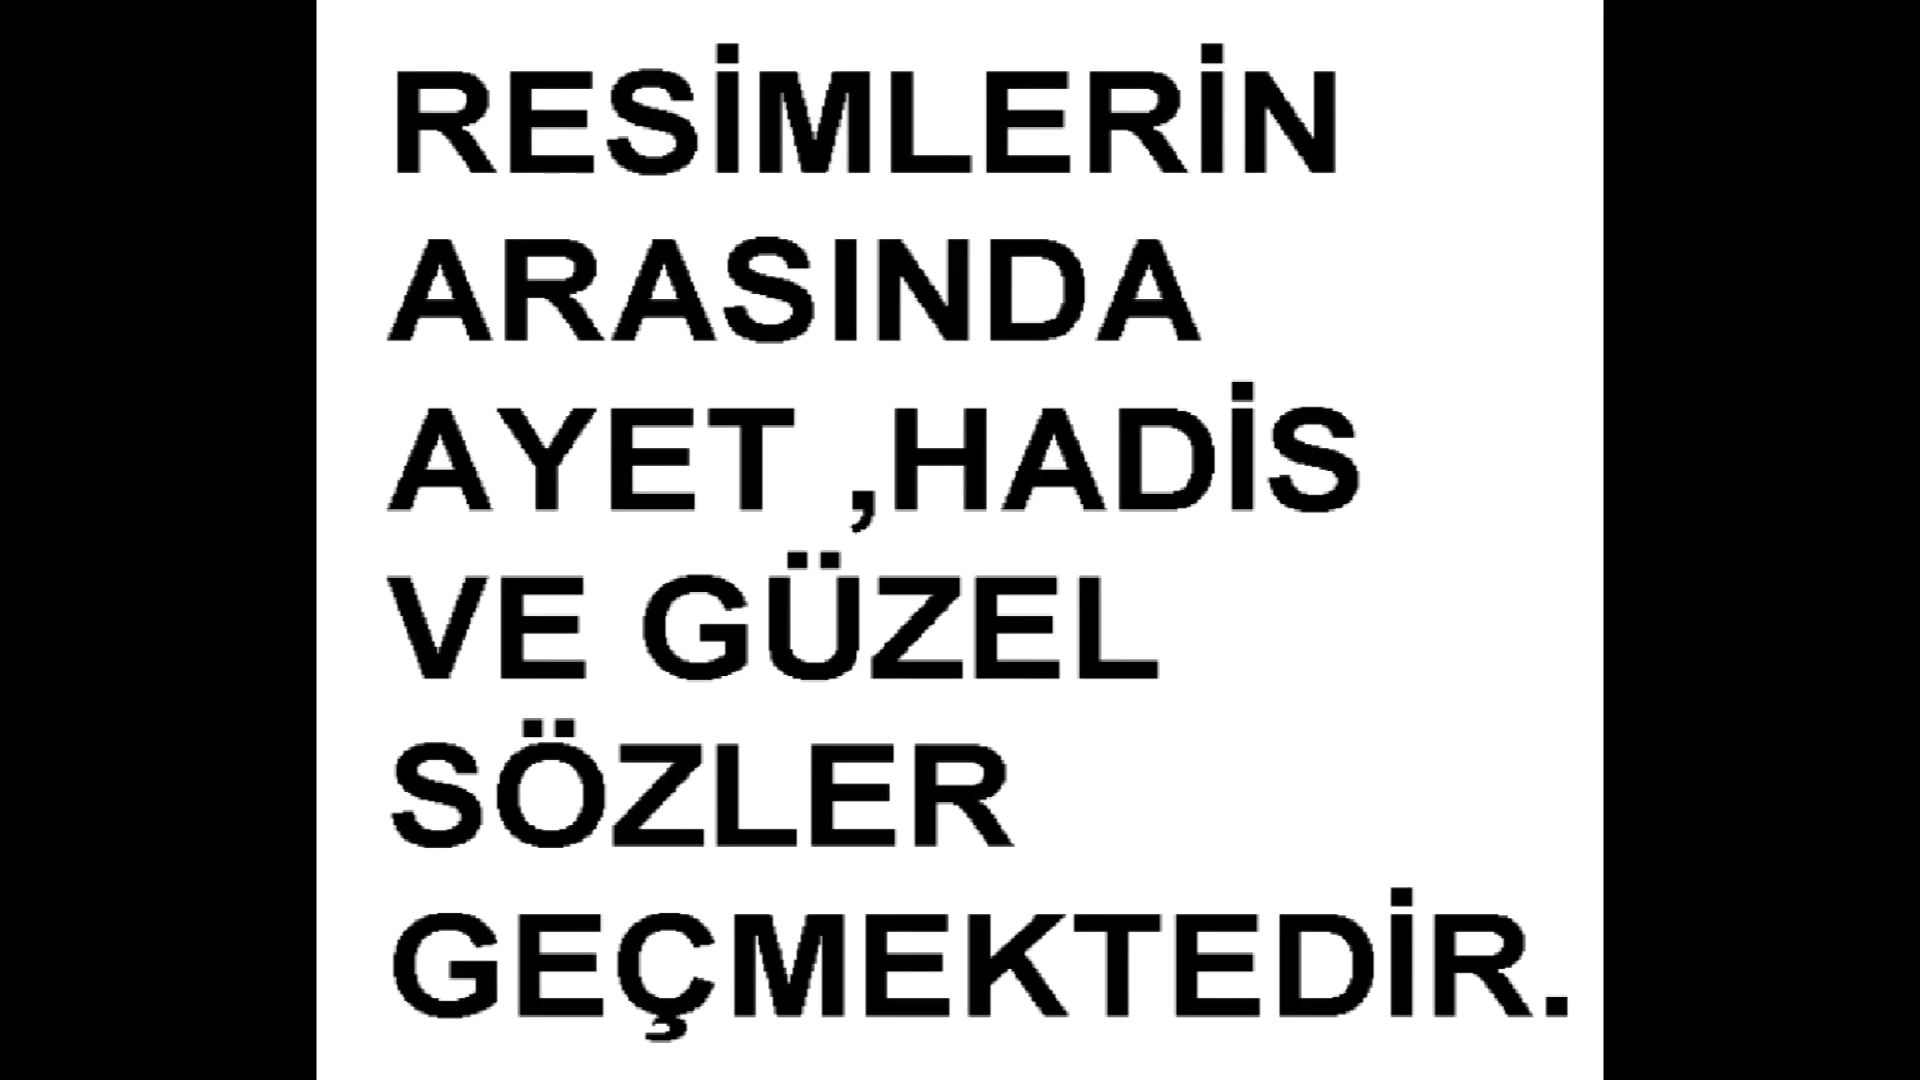 RESİMLERİN
ARASINDA
AYET ,HADİS
VE GÜZEL
SÖZLER
GEÇMEKTEDİR.